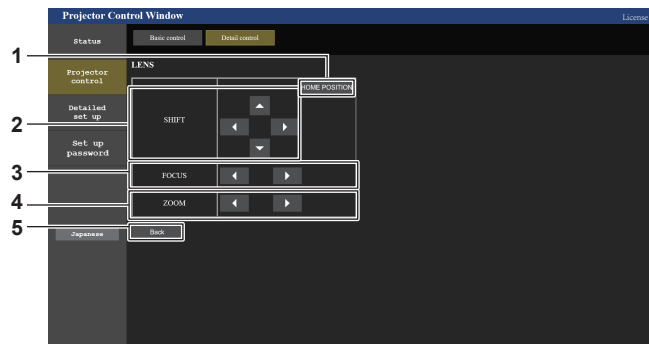 Projector Control Window
License
Status
Basic control
Detail control
1
LENS
Projector
control
HOME POSITION
Detailed
set up
2
SHIFT
Set up
password
3
FOCUS
4
ZOOM
5
Japanese
Back